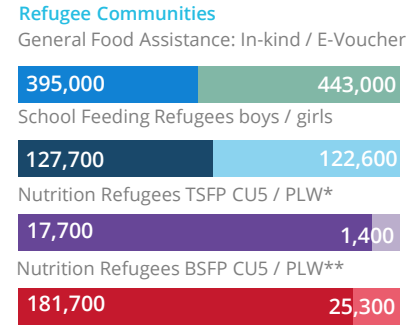 Refugee Communities
General Food Assistance: In-kind / E-Voucher
395,000 443,000
School Feeding Refugees boys / girls
127,700 122,600
Nutrition Refugees TSFP CU5 / PLW*
17,700 1,400
Nutrition Refugees BSFP CU5 / PLW**
181,700 25,300